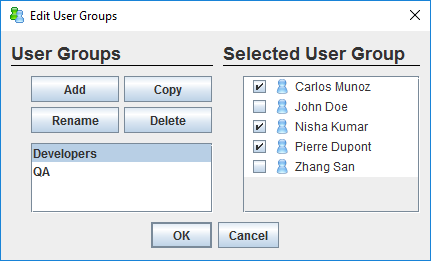 Edit User Groups
User Groups
Add
Copy
Rename
Delete
Developers
QA
Selected User Group
Carlos Munoz
John Doe
Nisha Kumar
Pierre Dupont
Zhang San
OK
Cancel